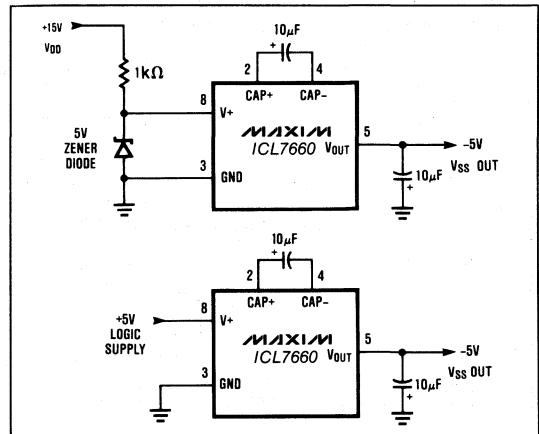 +15V
VDD
1kΩ
10µF
+
2
4
CAP+
CAP−
8
V+
MAXIM
ICL7660
VOUT
5
−5V
VSS OUT
10µF
+
5V
ZENER
DIODE
3
GND
10µF
+
2
4
CAP+
CAP−
+5V
LOGIC
SUPPLY
8
V+
MAXIM
ICL7660
VOUT
5
−5V
VSS OUT
10µF
+
3
GND